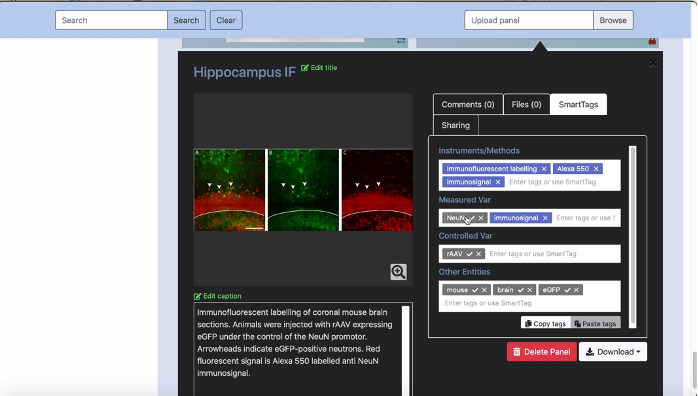 Search Search Clear Upload panel Browse
Hippocampus IF Edit title
Comments (0) Files (0) SmartTags
Sharing
Instruments/Methods
Immunofluorescent labelling × Alexa 550 ×
immunosignal × Enter tags or use SmartTag
Measured Var
NeuN ✓ × immunosignal × Enter tags or use S
Controlled Var
rAAV ✓ × Enter tags or use SmartTag
Other Entities
mouse ✓ × brain ✓ × eGFP ✓ ×
Enter tags or use SmartTag
Copy tags Paste tags
Delete Panel Download
A B C
Edit caption
Immunofluorescent labelling of coronal mouse brain
sections. Animals were injected with rAAV expressing
eGFP under the control of the NeuN promotor.
Arrowheads indicate eGFP-positive neutrons. Red
fluorescent signal is Alexa 550 labelled anti NeuN
immunosignal.